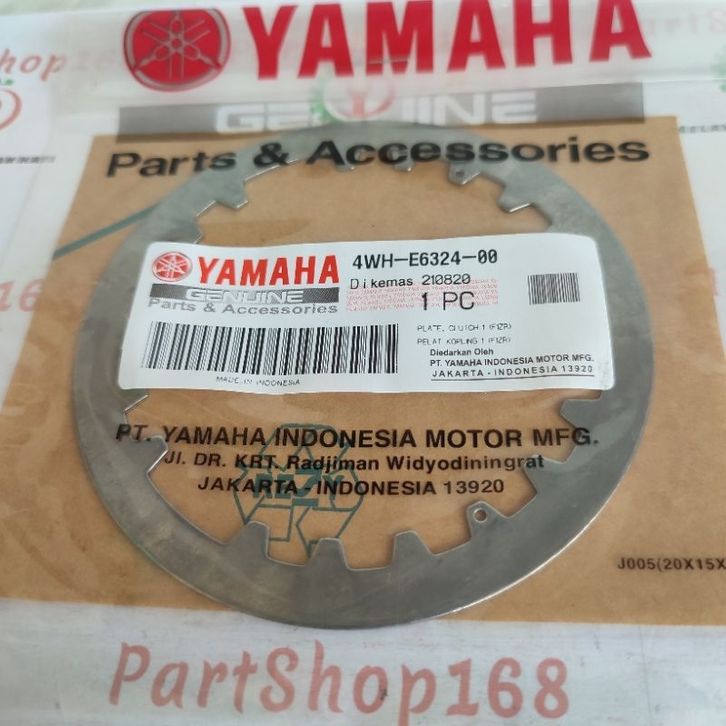 YAMAHA
GENUINE
Parts & Accessories
YAMAHA
GENUINE
Parts & Accessories
4WH-E6324-00
Dikemas 210820
1 PC
PLATE, CLUTCH 1 (F1ZR)
PELAT KOPLING 1 (F1ZR)
Diedarkan Oleh
PT. YAMAHA INDONESIA MOTOR MFG.
JAKARTA - INDONESIA 13920
MADE IN INDONESIA
PT. YAMAHA INDONESIA MOTOR MFG.
Jl. DR. KRT. Radjiman Widyodiningrat
JAKARTA - INDONESIA 13920
J005(20X15X
PartShop168